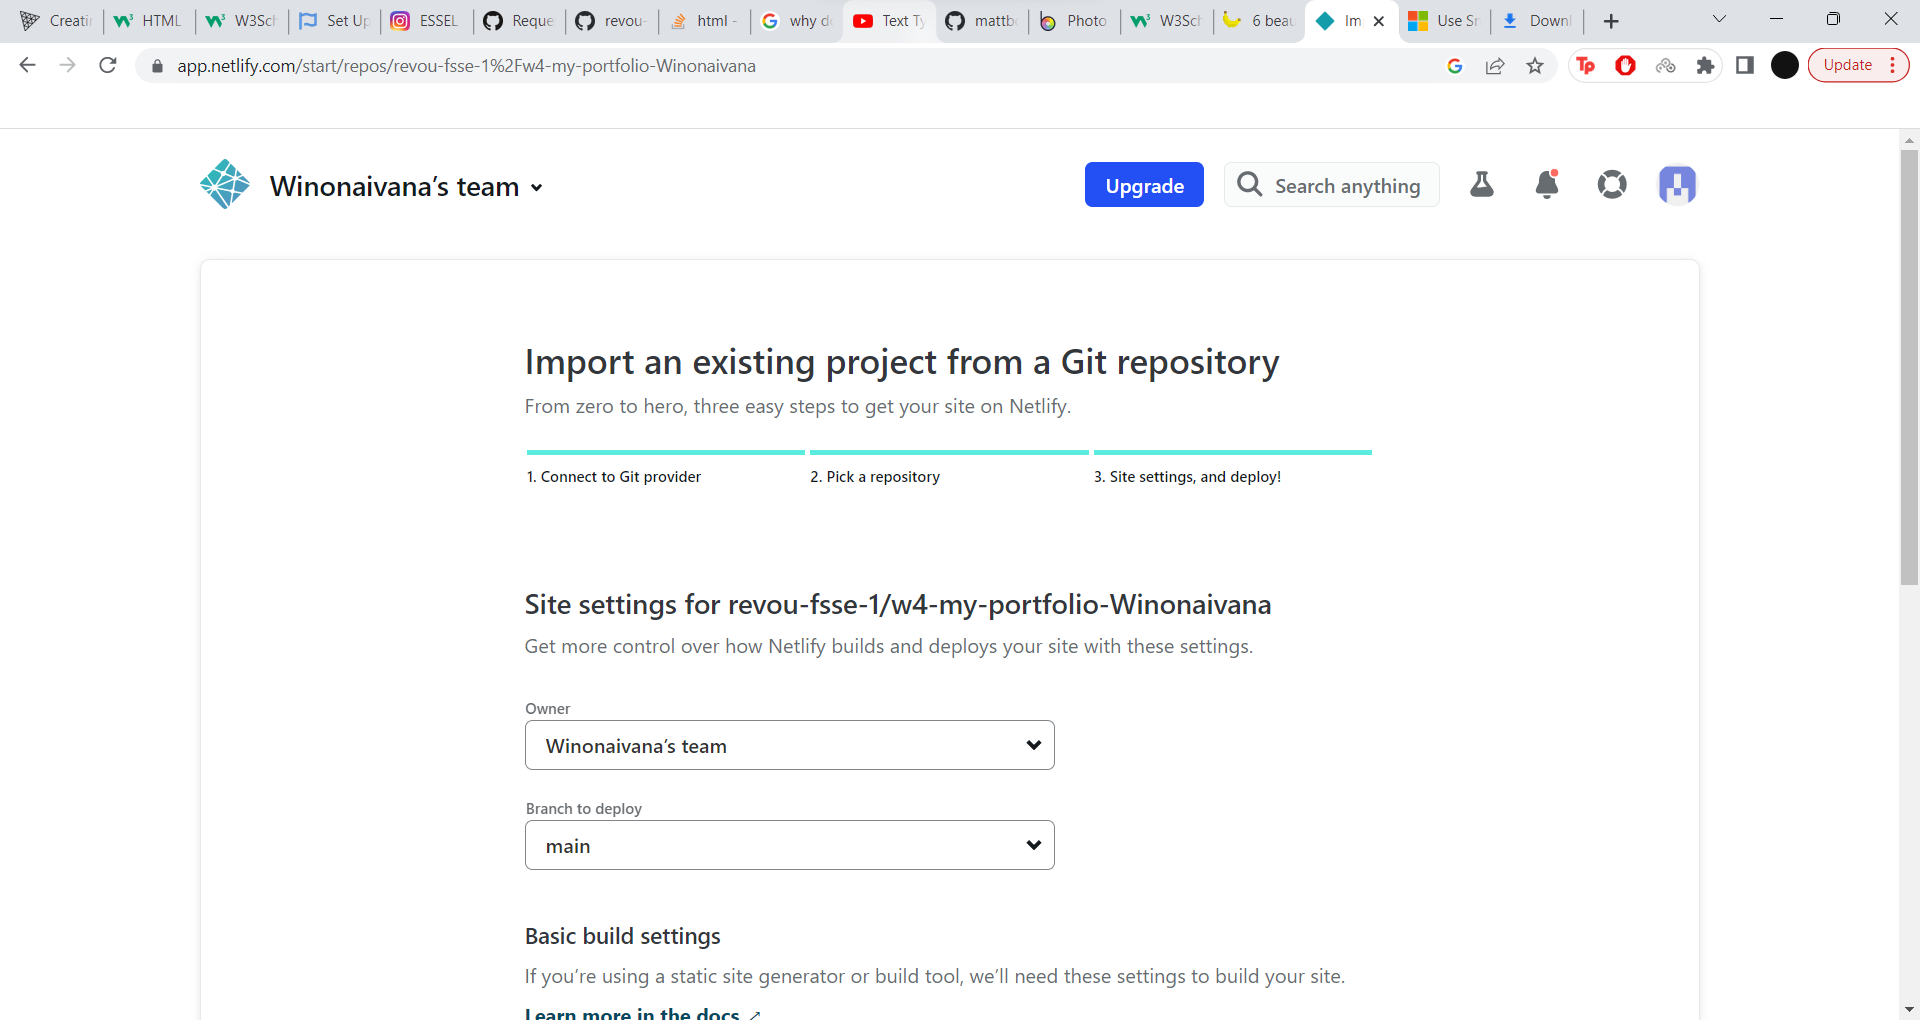 Creati
HTML
W3Sch
Set Up
ESSEL
Reque
revou-
html -
why d
Text Ty
mattb
Photo
W3Sch
6 beau
Im
Use Sn
Downl
app.netlify.com/start/repos/revou-fsse-1%2Fw4-my-portfolio-Winonaivana
Update
Winonaivana’s team
Upgrade
Search anything
Import an existing project from a Git repository
From zero to hero, three easy steps to get your site on Netlify.
1. Connect to Git provider
2. Pick a repository
3. Site settings, and deploy!
Site settings for revou-fsse-1/w4-my-portfolio-Winonaivana
Get more control over how Netlify builds and deploys your site with these settings.
Owner
Winonaivana’s team
Branch to deploy
main
Basic build settings
If you’re using a static site generator or build tool, we’ll need these settings to build your site.
Learn more in the docs